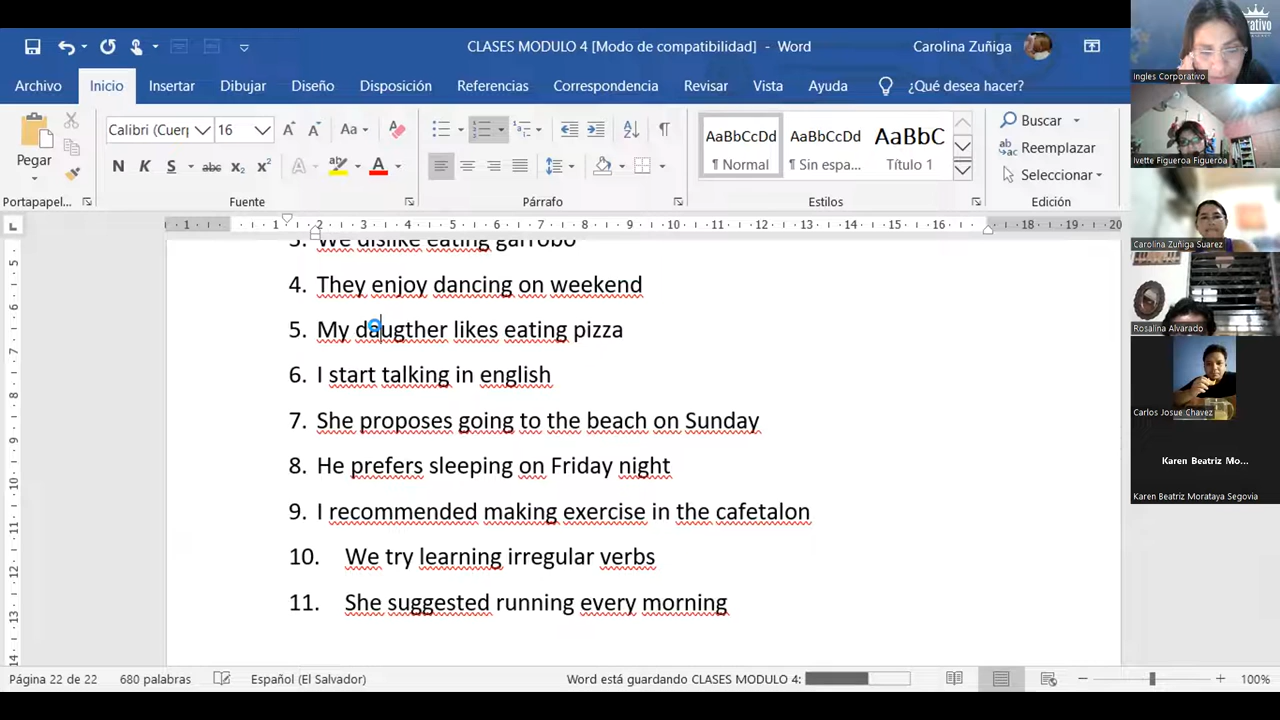 CLASES MODULO 4 [Modo de compatibilidad] - Word
Carolina Zuñiga
Archivo Inicio Insertar Dibujar Diseño Disposición Referencias Correspondencia Revisar Vista Ayuda ¿Qué desea hacer?
Pegar
Portapapel...
Calibri (Cuerp 16
Fuente
Párrafo
AaBbCcDd AaBbCcDd AaBbC
¶ Normal ¶ Sin espa... Título 1
Estilos
Buscar
Reemplazar
Seleccionar
Edición
3. We dislike eating garrobo
4. They enjoy dancing on weekend
5. My daugther likes eating pizza
6. I start talking in english
7. She proposes going to the beach on Sunday
8. He prefers sleeping on Friday night
9. I recommended making exercise in the cafetalon
10. We try learning irregular verbs
11. She suggested running every morning
Página 22 de 22 680 palabras Español (El Salvador) Word está guardando CLASES MODULO 4: 100%
Ingles Corporativo
Ivette Figueroa Figueroa
Carolina Zuñiga Suarez
Rosalina Alvarado
Carlos Josue Chavez
Karen Beatriz Mo...
Karen Beatriz Morataya Segovia